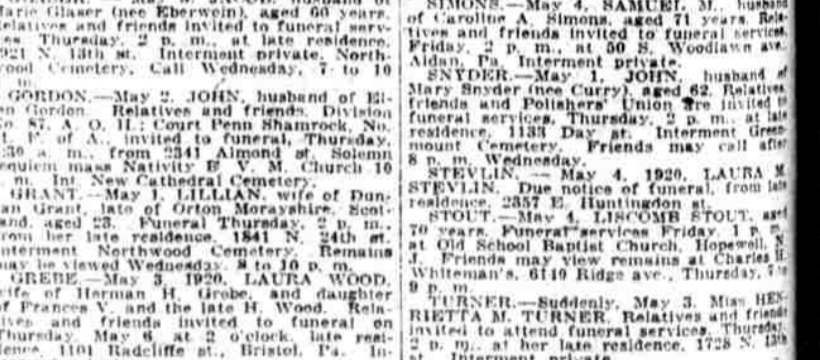 arie Glaser (nee Eberwein), aged 60 years.
elatives and friends invited to funeral serv-
Thursday, 2 p. m., at late residence,
921 N. 13th st. Interment private. North-
ood Cemetery. Call Wednesday, 7 to 10
m.
GORDON.—May 2, JOHN, husband of El-
en Gordon. Relatives and friends, Division
No. 87, A. O. H.; Court Penn Shamrock, No.
F. of A., invited to funeral, Thursday,
:30 a. m., from 2341 Almond st. Solemn
requiem mass Nativity B. V. M. Church 10
m. Int. New Cathedral Cemetery.
GRANT.—May 1, LILLIAN, wife of Dun-
an Grant, late of Orton Morayshire, Scot-
and, aged 23. Funeral Thursday, 2 p. m.,
rom her late residence, 1841 N. 24th st.
nterment Northwood Cemetery. Remains
may be viewed Wednesday, 8 to 10 p. m.
GREBE.—May 3, 1920, LAURA WOOD,
ife of Herman H. Grebe, and daughter
of Frances V. and the late H. Wood. Rela-
ives and friends invited to funeral on
Thursday, May 6, at 2 o'clock, late resi-
dence, 1101 Radcliffe st., Bristol, Pa. In-
SIMONS.—May 4, SAMUEL M., husband
of Caroline A. Simons, aged 71 years. Rela-
tives and friends invited to funeral services,
Friday, 2 p. m., at 50 S. Woodlawn ave.,
Aldan, Pa. Interment private.
SNYDER.—May 1, JOHN, husband of
Mary Snyder (nee Curry), aged 62. Relatives
friends and Polishers' Union are invited to
funeral services, Thursday, 2 p. m., at late
residence, 1133 Day st. Interment Green-
mount Cemetery. Friends may call after
8 p. m. Wednesday.
STEVLIN. — May 4, 1920, LAURA M.
STEVLIN. Due notice of funeral, from late
residence, 2357 E. Huntingdon st.
STOUT.—May 4, LISCOMB STOUT, aged
70 years. Funeral services Friday, 1 p. m.,
at Old School Baptist Church, Hopewell, N.
J. Friends may view remains at Charles H.
Whiteman's, 6119 Ridge ave., Thursday, 7 to
9 p. m.
TURNER.—Suddenly, May 3, Miss HEN-
RIETTA M. TURNER. Relatives and friends
invited to attend funeral services, Thursday,
2 p. m., at her late residence, 1728 N. 13th
st. Interment private.